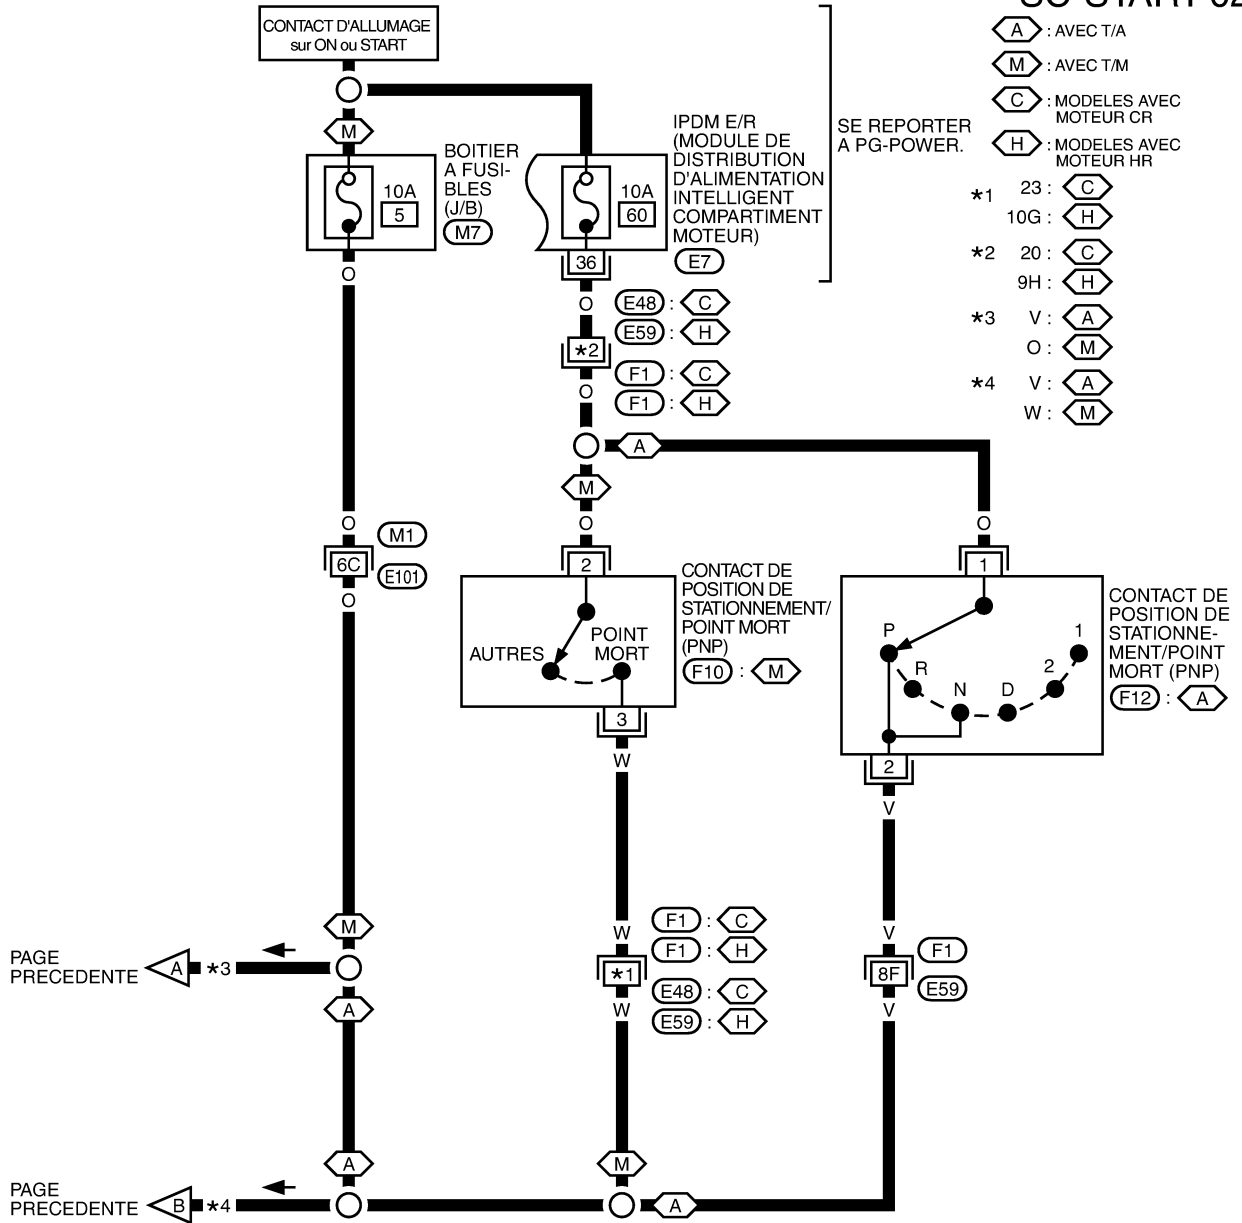 CONTACT D'ALLUMAGE
sur ON ou START
A : AVEC T/A
M : AVEC T/M
C : MODELES AVEC
MOTEUR CR
H : MODELES AVEC
MOTEUR HR
*1 23 : C
10G : H
*2 20 : C
9H : H
*3 V : A
O : M
*4 V : A
W : M
SE REPORTER
A PG-POWER.
M
BOITIER
A FUSI-
BLES
(J/B)
M7
10A
5
IPDM E/R
(MODULE DE
DISTRIBUTION
D'ALIMENTATION
INTELLIGENT
COMPARTIMENT
MOTEUR)
E7
10A
60
36
O
O
E48 : C
E59 : H
*2
F1 : C
F1 : H
O
A
M
O
O
O
M1
6C
E101
O
2
1
CONTACT DE
POSITION DE
STATIONNEMENT/
POINT MORT
(PNP)
F10 : M
AUTRES
POINT
MORT
3
W
CONTACT DE
POSITION DE
STATIONNE-
MENT/POINT
MORT (PNP)
F12 : A
P
R
N
D
2
1
2
V
M
W
F1 : C
F1 : H
*1
E48 : C
E59 : H
W
V
F1
8F
E59
V
PAGE
PRECEDENTE
A
*3
A
A
M
PAGE
PRECEDENTE
B
*4
A